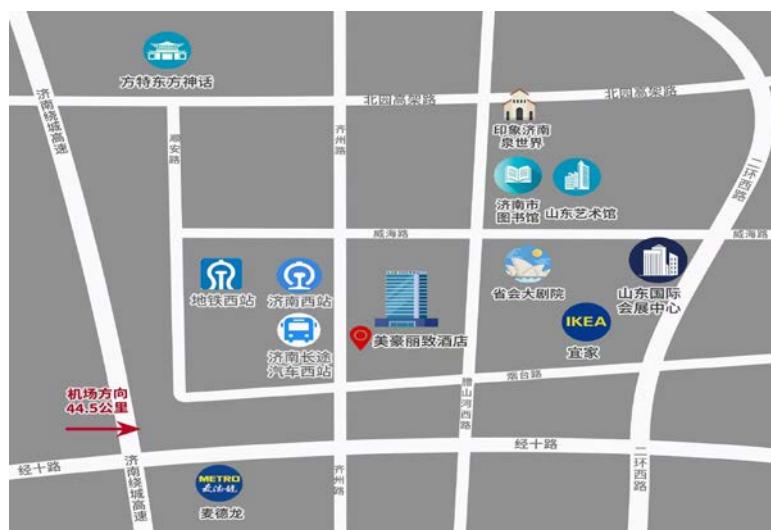 方特东方神话
济南绕城高速
北园高架路
北园高架路
印象济南
泉世界
顺安路
齐州路
二环西路
济南市
图书馆
山东艺术馆
威海路
威海路
地铁西站
济南西站
省会大剧院
山东国际
会展中心
美豪丽致酒店
IKEA
宜家
济南长途
汽车西站
烟台路
腊山河西路
机场方向
44.5公里
经十路
经十路
济南绕城高速
METRO
麦德龙
麦德龙
齐州路
二环西路